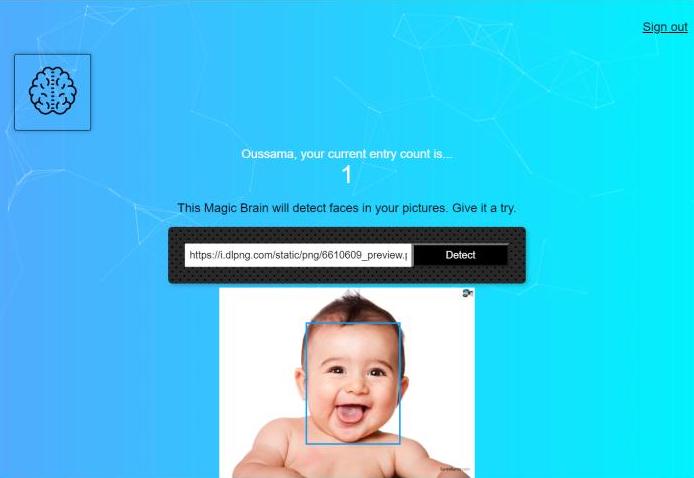 Sign out
Oussama, your current entry count is...
1
This Magic Brain will detect faces in your pictures. Give it a try.
https://i.dlpng.com/static/png/6610609_preview.p
Detect